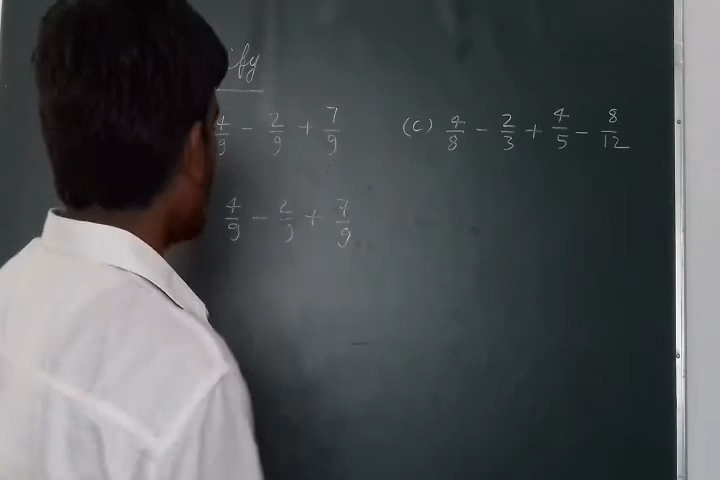 ify
4/9 - 2/9 + 7/9
(C) 4/8 - 2/3 + 4/5 - 8/12
4/9 - 2/9 + 7/9